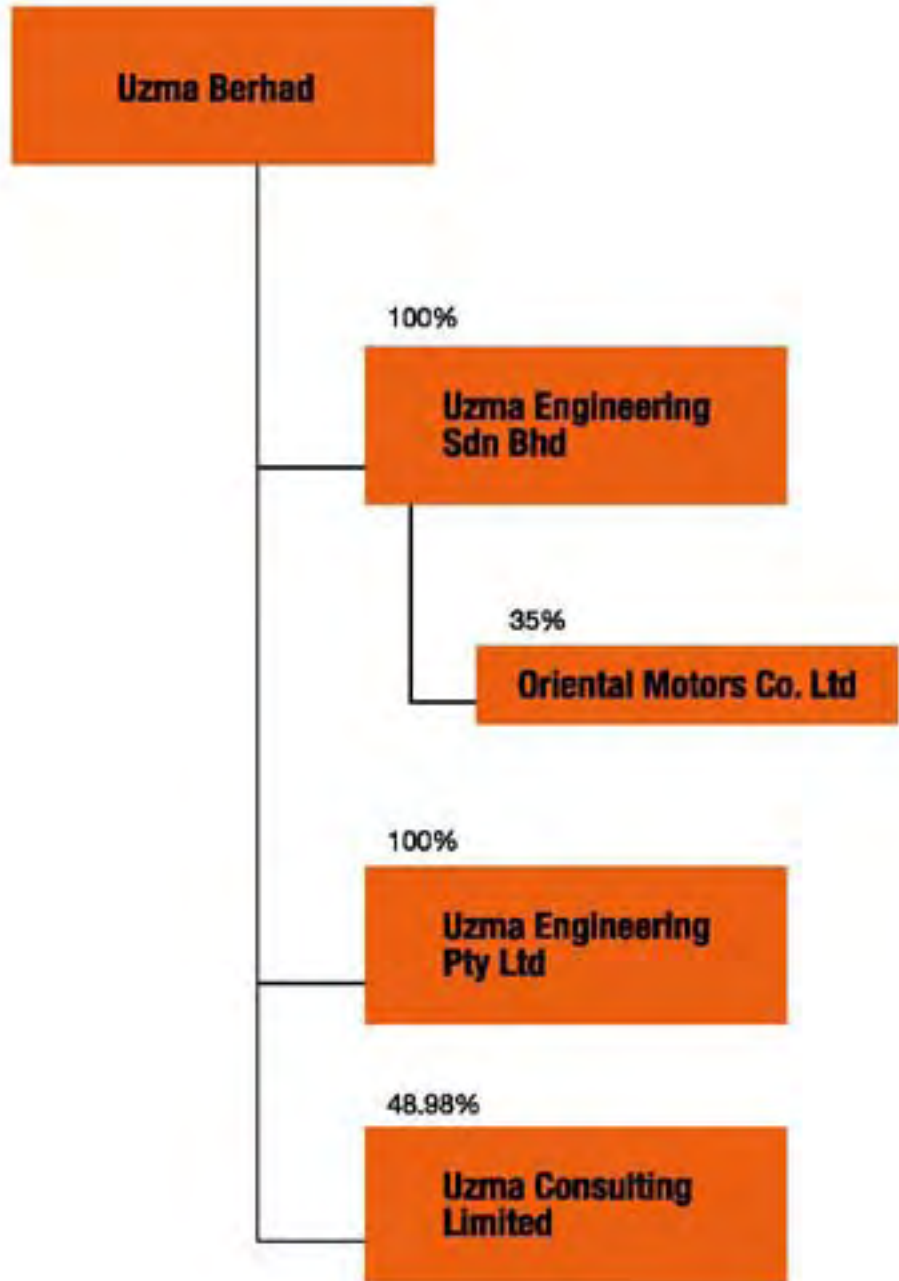 Uzma Berhad
100%
Uzma Engineering
Sdn Bhd
35%
Oriental Motors Co. Ltd
100%
Uzma Engineering
Pty Ltd
48.98%
Uzma Consulting
Limited